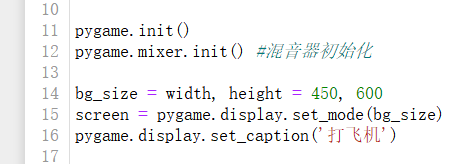 10
11 pygame.init()
12 pygame.mixer.init() #混音器初始化
13
14 bg_size = width, height = 450, 600
15 screen = pygame.display.set_mode(bg_size)
16 pygame.display.set_caption('打飞机')
17